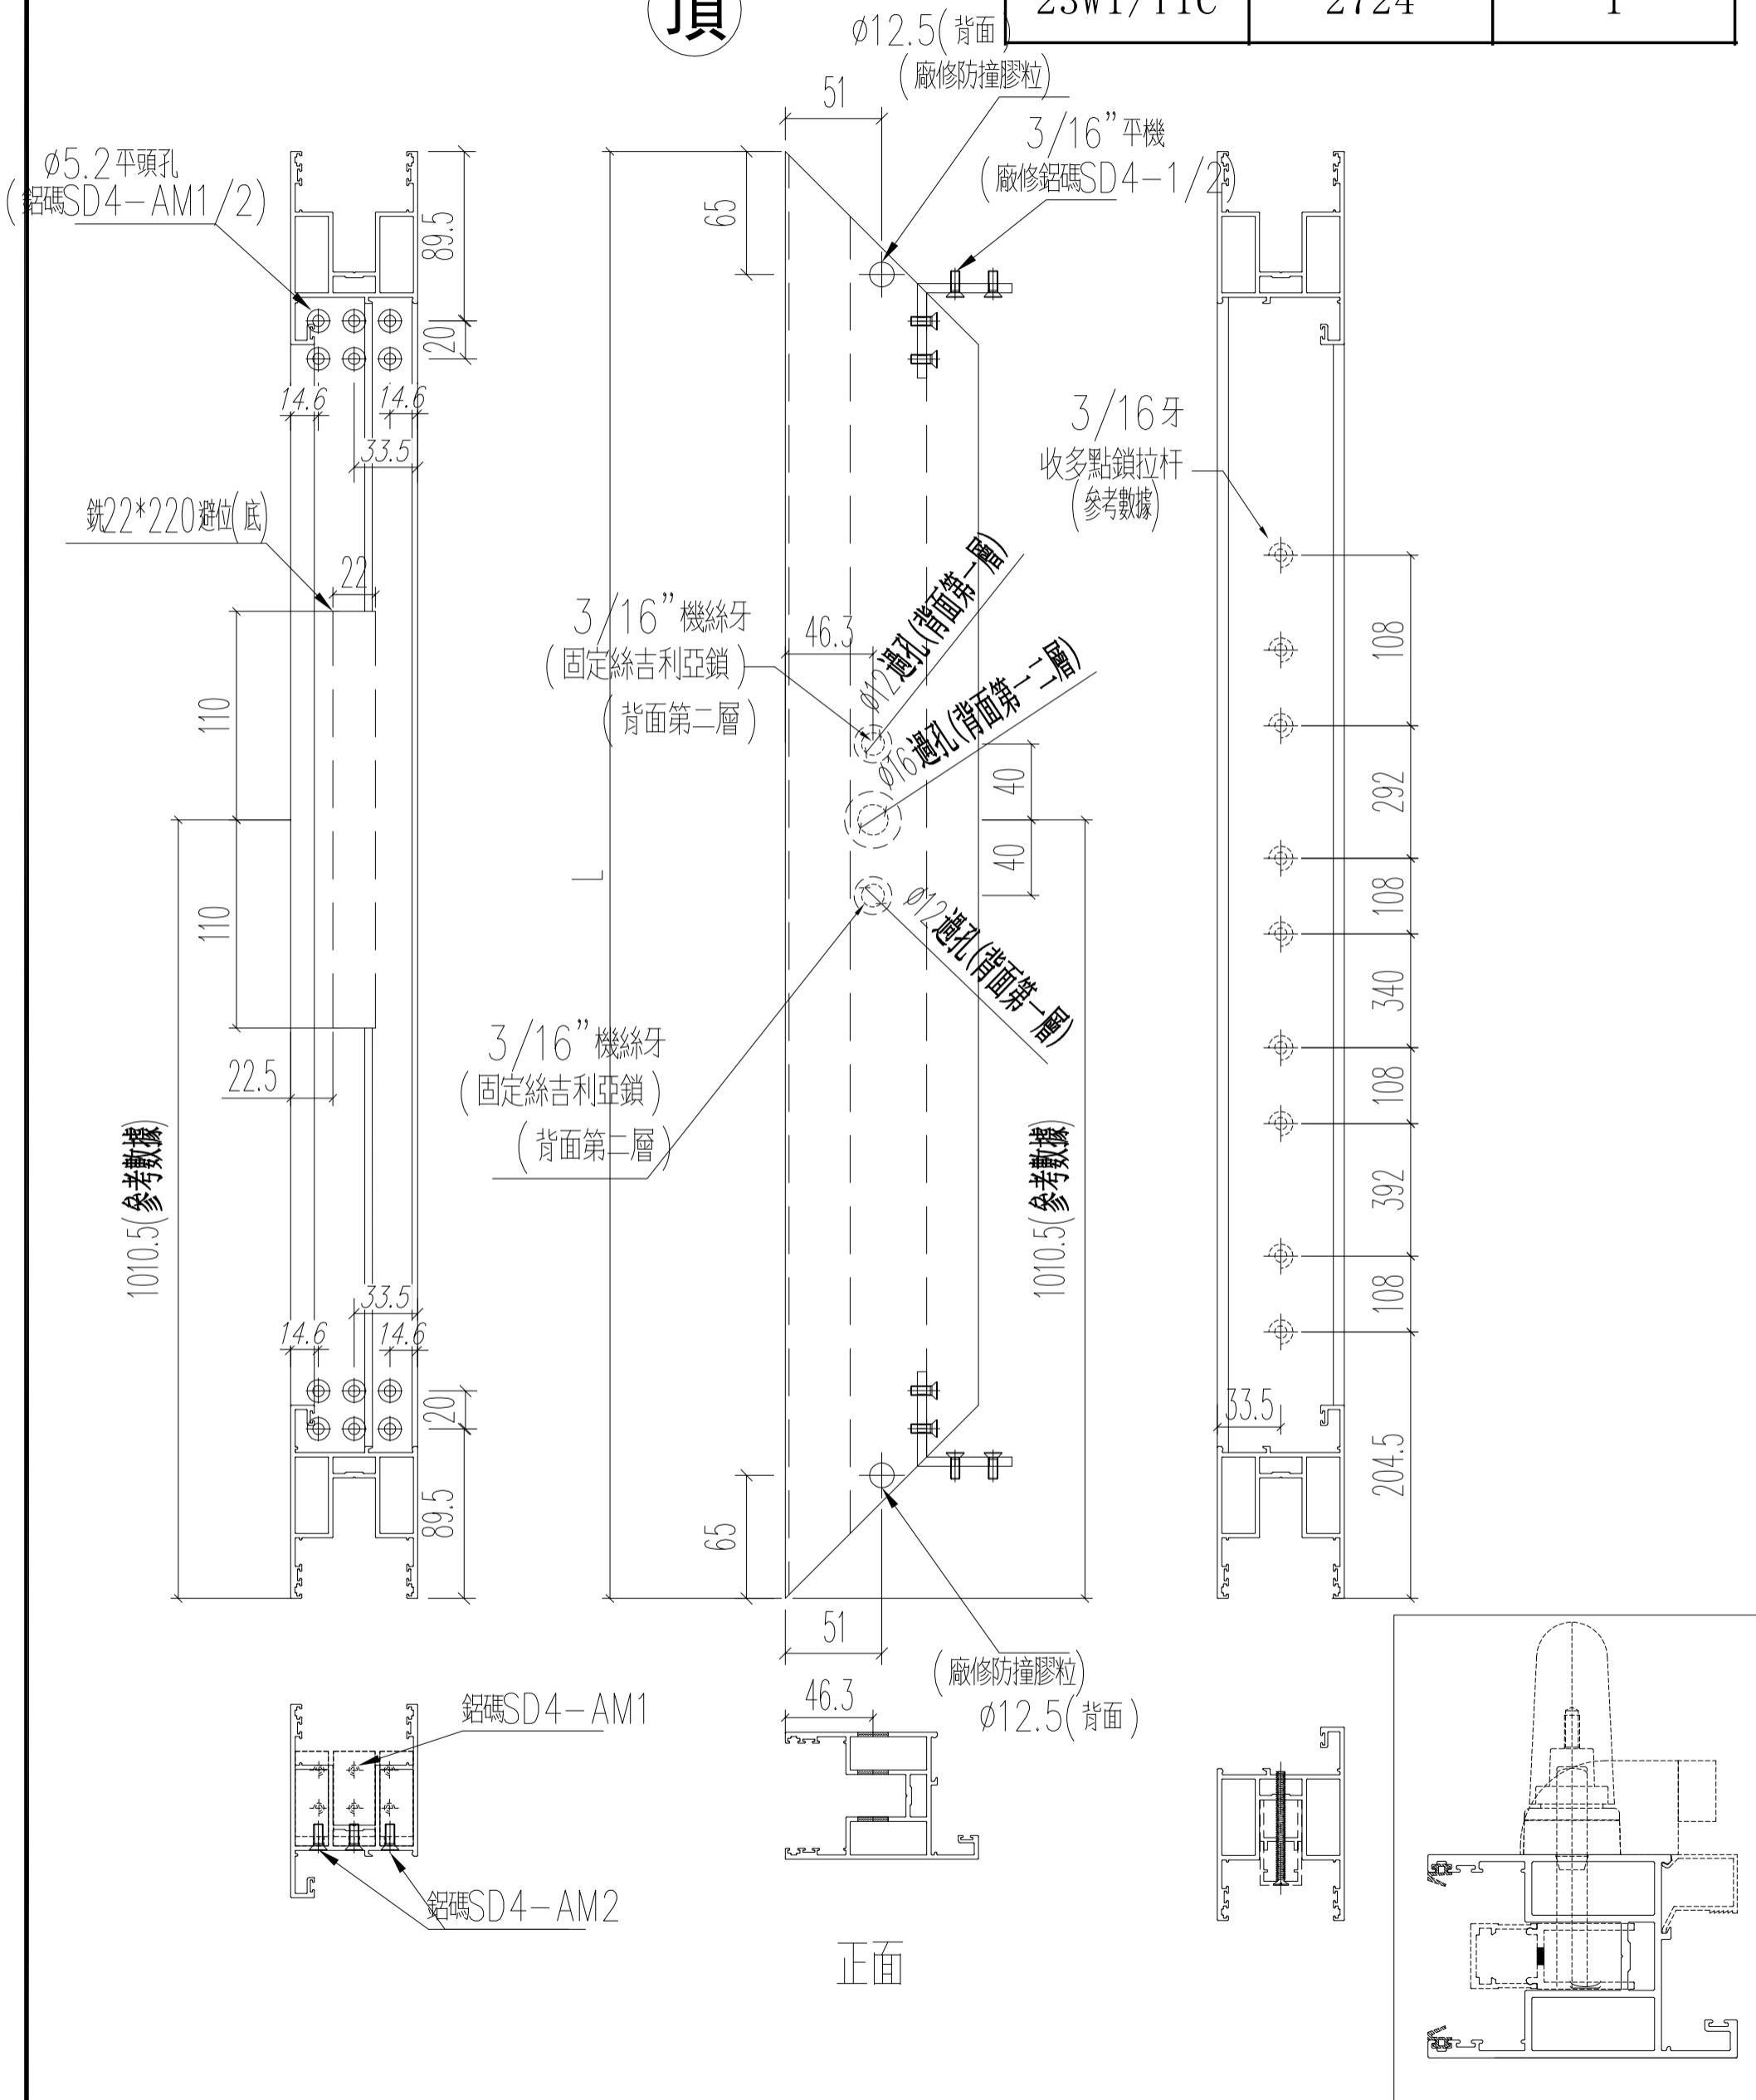 頂
23W1/11C 2724 1
ø12.5(背面)
(廠修防撞膠粒)
51
3/16”平機
(廠修鋁碼SD4-1/2)
ø5.2平頭孔
(鋁碼SD4-AM1/2)
89.5
65
20
14.6
14.6
33.5
3/16牙
收多點鎖拉杆
(參考數據)
銑22*220避位(底)
22
3/16”機絲牙
(固定絲吉利亞鎖)
(背面第二層)
46.3
ø12過孔(背面第一層)
ø16過孔(背面第一二層)
108
110
40
292
L
40
110
ø12過孔(背面第一層)
108
340
3/16”機絲牙
(固定絲吉利亞鎖)
(背面第二層)
22.5
108
1010.5(參考數據)
1010.5(參考數據)
392
33.5
14.6
14.6
108
20
33.5
204.5
89.5
65
51
(廠修防撞膠粒)
ø12.5(背面)
鋁碼SD4-AM1
46.3
鋁碼SD4-AM2
正面